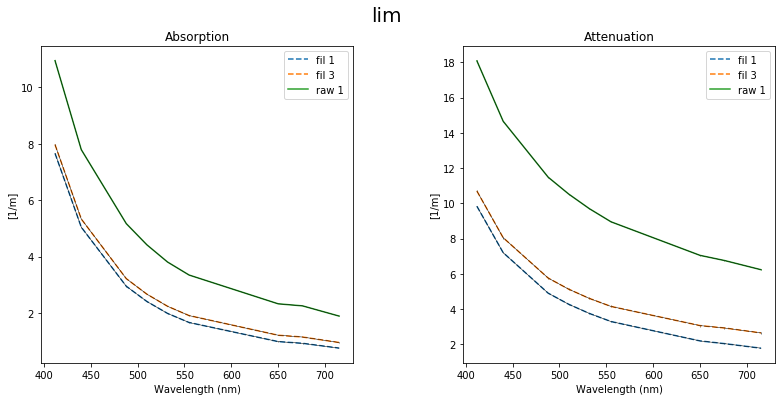 lim
Absorption
fil 1
fil 3
raw 1
[1/m]
10
8
6
4
2
400 450 500 550 600 650 700
Wavelength (nm)
Attenuation
fil 1
fil 3
raw 1
[1/m]
18
16
14
12
10
8
6
4
2
400 450 500 550 600 650 700
Wavelength (nm)